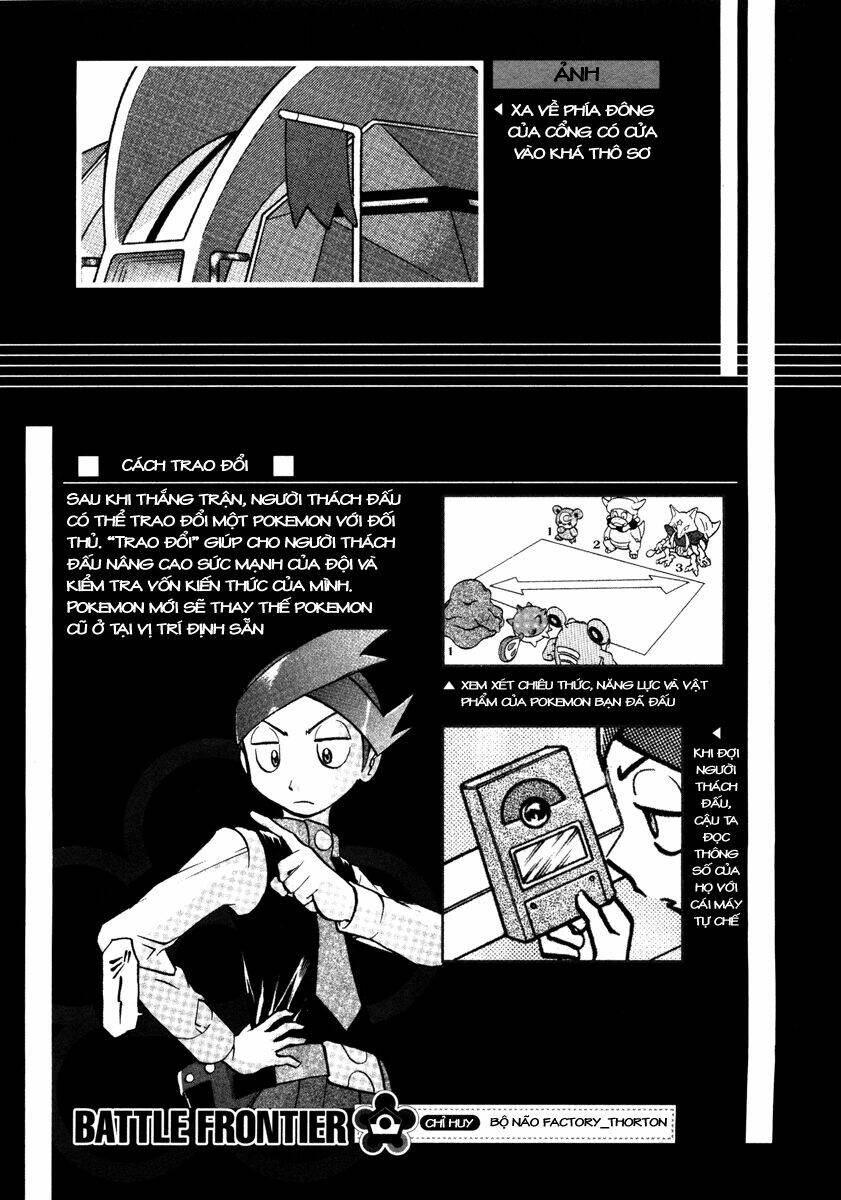 ẢNH
XA VỀ PHÍA ĐÔNG
CỦA CỔNG CÓ CỬA
VÀO KHÁ THÔ SƠ
CÁCH TRAO ĐỔI
SAU KHI THẮNG TRẬN, NGƯỜI THÁCH ĐẤU
CÓ THỂ TRAO ĐỔI MỘT POKEMON VỚI ĐỐI
THỦ. "TRAO ĐỔI" GIÚP CHO NGƯỜI THÁCH
ĐẤU NÂNG CAO SỨC MẠNH CỦA ĐỘI VÀ
KIỂM TRA VỐN KIẾN THỨC CỦA MÌNH.
POKEMON MỚI SẼ THAY THẾ POKEMON
CŨ Ở TẠI VỊ TRÍ ĐỊNH SẴN
1
2
3
1
XEM XÉT CHIÊU THỨC, NĂNG LỰC VÀ VẬT
PHẨM CỦA POKEMON BẠN ĐÃ ĐẤU
KHI ĐỢI
NGƯỜI
THÁCH
ĐẤU,
CẬU TA
ĐỌC
THÔNG
SỐ CỦA
HỌ VỚI
CÁI MÁY
TỰ CHẾ
BATTLE FRONTIER
CHỈ HUY
BỘ NÃO FACTORY_THORTON